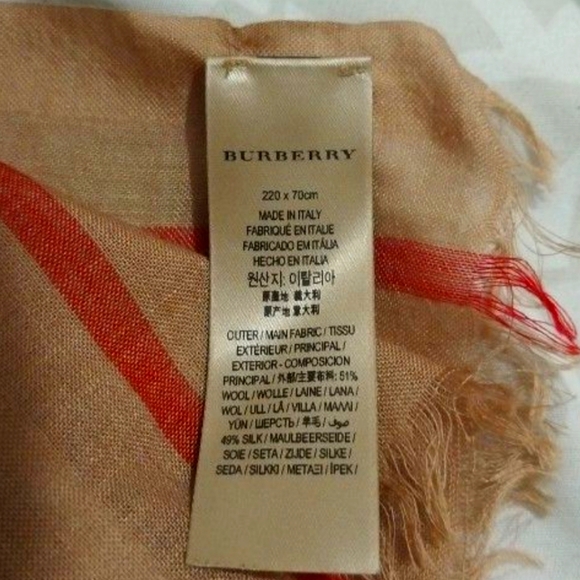 BURBERRY
220 x 70cm
MADE IN ITALY
FABRIQUÉ EN ITALIE
FABRICADO EM ITÁLIA
HECHO EN ITALIA
원산지: 이탈리아
原產地 義大利
原产地 意大利
OUTER / MAIN FABRIC / TISSU
EXTÉRIEUR / PRINCIPAL /
EXTERIOR - COMPOSICION
PRINCIPAL / 外部/主要布料: 51%
WOOL / WOLLE / LAINE / LANA /
WOL / ULL / LÃ / VILLA / ΜΑΛΛΙ /
YÜN / ШЕРСТЬ / 羊毛 / صوف /
49% SILK / MAULBEERSEIDE /
SOIE / SETA / ZIJDE / SILKE /
SEDA / SILKKI / ΜΕΤΑΞΙ / İPEK /